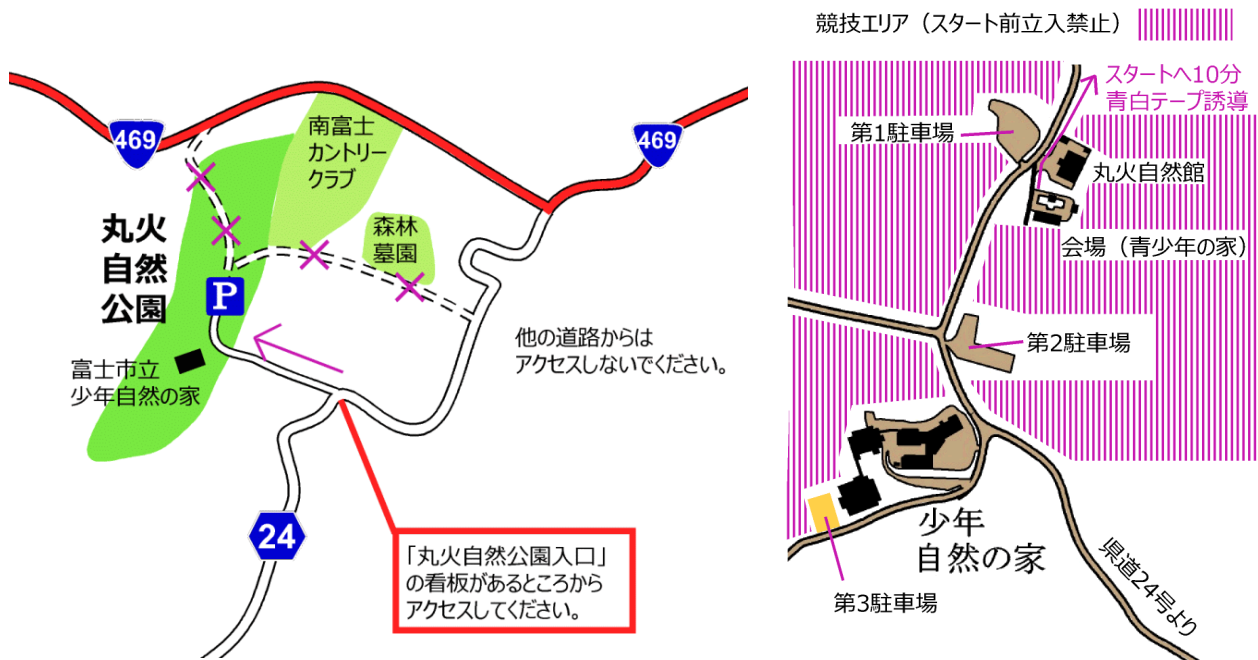 469
南富士
カントリー
クラブ
469
丸火
自然
公園
森林
墓園
P
他の道路からは
アクセスしないでください。
富士市立
少年自然の家
24
「丸火自然公園入口」
の看板があるところから
アクセスしてください。
競技エリア（スタート前立入禁止）
スタートへ10分
青白テープ誘導
第1駐車場
丸火自然館
会場（青少年の家）
第2駐車場
少年
自然の家
第3駐車場
県道24号より